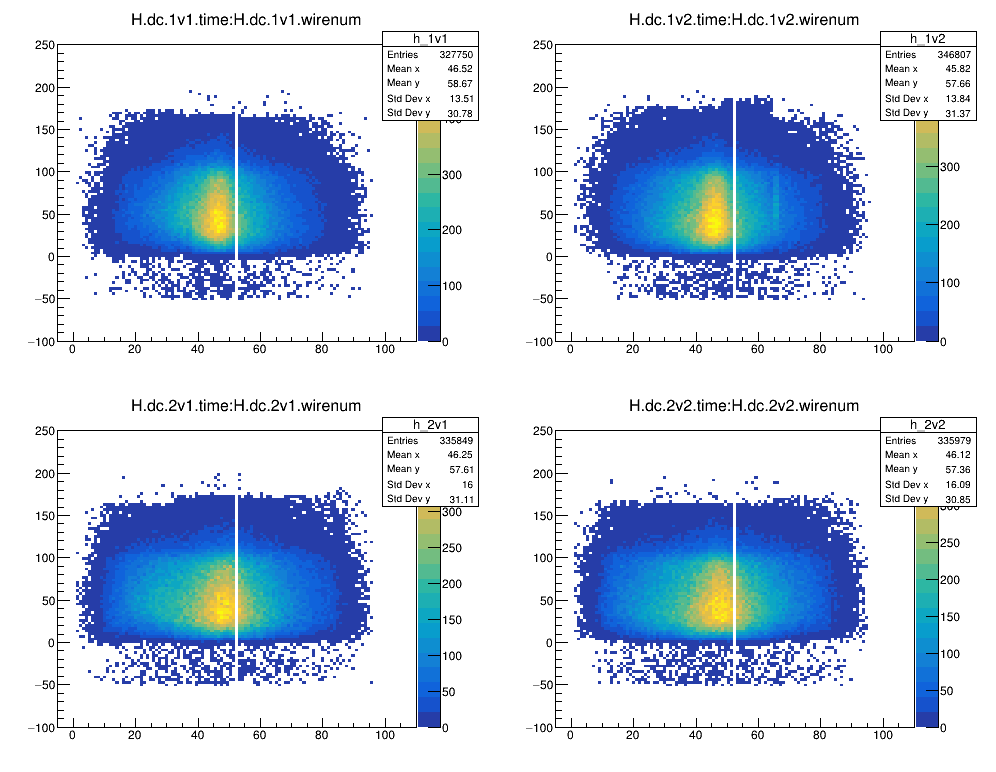 H.dc.1v1.time:H.dc.1v1.wirenum
h_1v1
Entries 327750
Mean x 46.52
Mean y 58.67
Std Dev x 13.51
Std Dev y 30.78
250
200
150
100
50
0
−50
−100
0 20 40 60 80 100
300
200
100
0
H.dc.1v2.time:H.dc.1v2.wirenum
h_1v2
Entries 346807
Mean x 45.82
Mean y 57.66
Std Dev x 13.84
Std Dev y 31.37
250
200
150
100
50
0
−50
−100
0 20 40 60 80 100
300
200
100
0
H.dc.2v1.time:H.dc.2v1.wirenum
h_2v1
Entries 335849
Mean x 46.25
Mean y 57.61
Std Dev x 16
Std Dev y 31.11
250
200
150
100
50
0
−50
−100
0 20 40 60 80 100
300
250
200
150
100
50
0
H.dc.2v2.time:H.dc.2v2.wirenum
h_2v2
Entries 335979
Mean x 46.12
Mean y 57.36
Std Dev x 16.09
Std Dev y 30.85
250
200
150
100
50
0
−50
−100
0 20 40 60 80 100
250
200
150
100
50
0